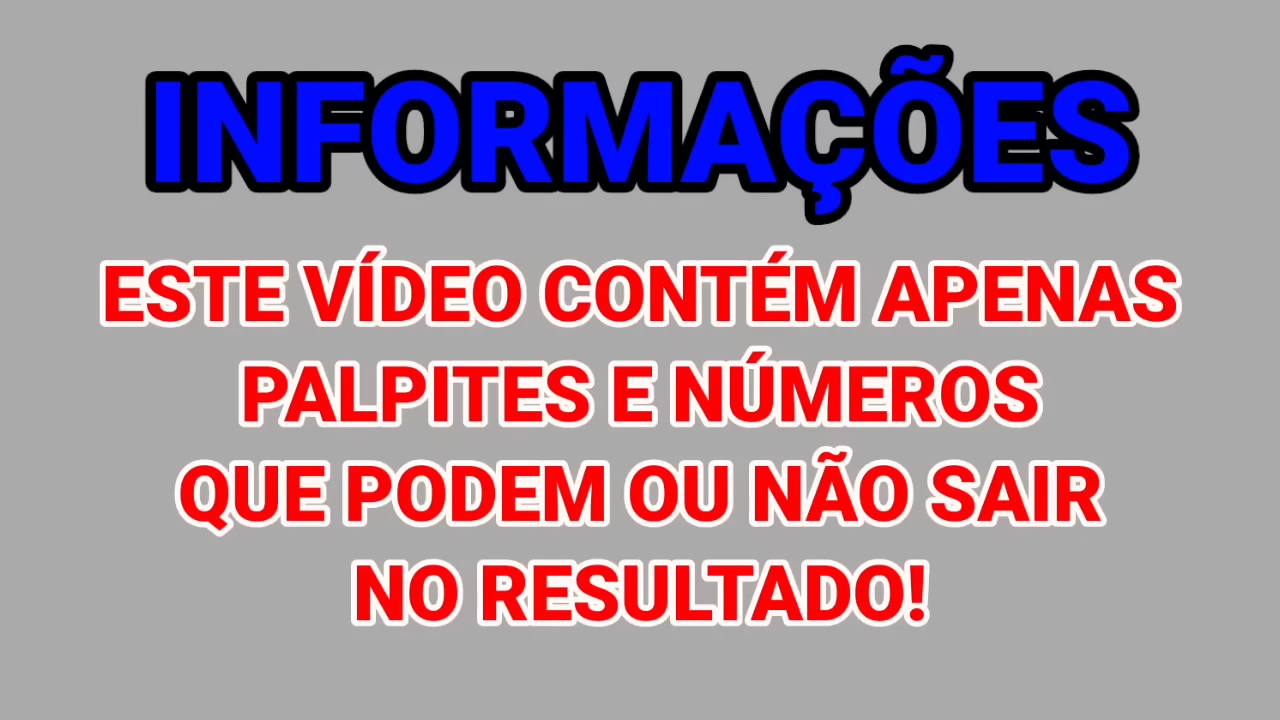 INFORMAÇÕES
ESTE VÍDEO CONTÉM APENAS
PALPITES E NÚMEROS
QUE PODEM OU NÃO SAIR
NO RESULTADO!